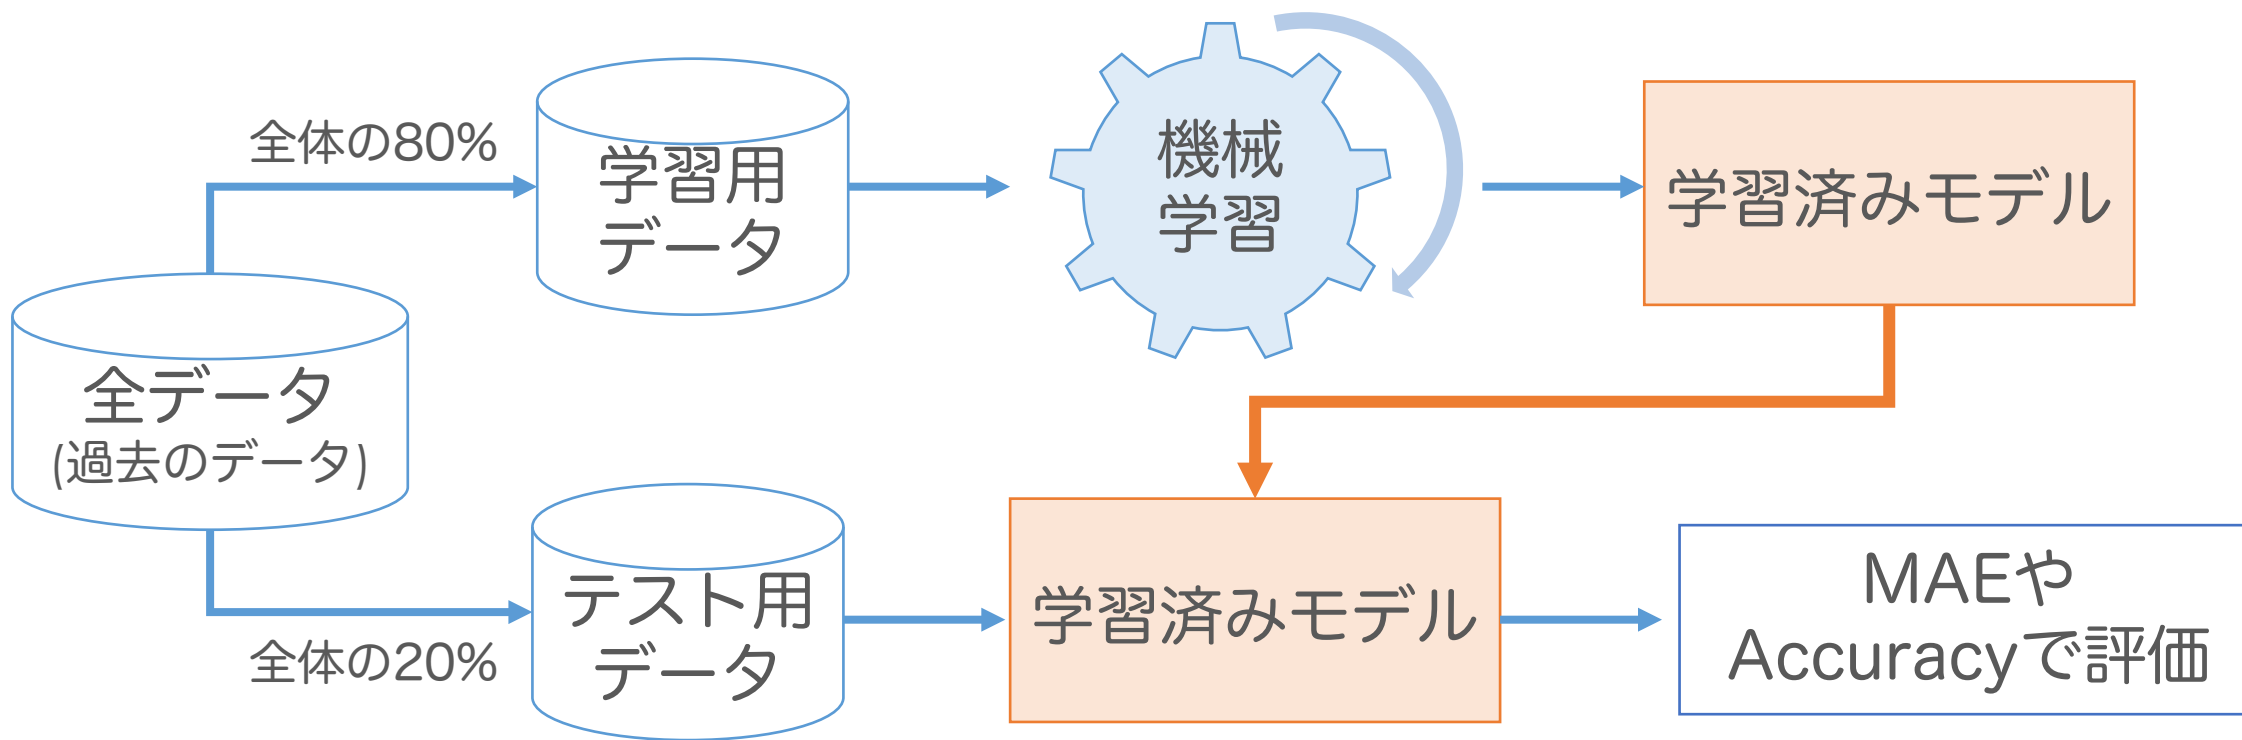 全体の80%
学習用
データ
機械
学習
学習済みモデル
全データ
(過去のデータ)
全体の20%
テスト用
データ
学習済みモデル
MAEや
Accuracyで評価